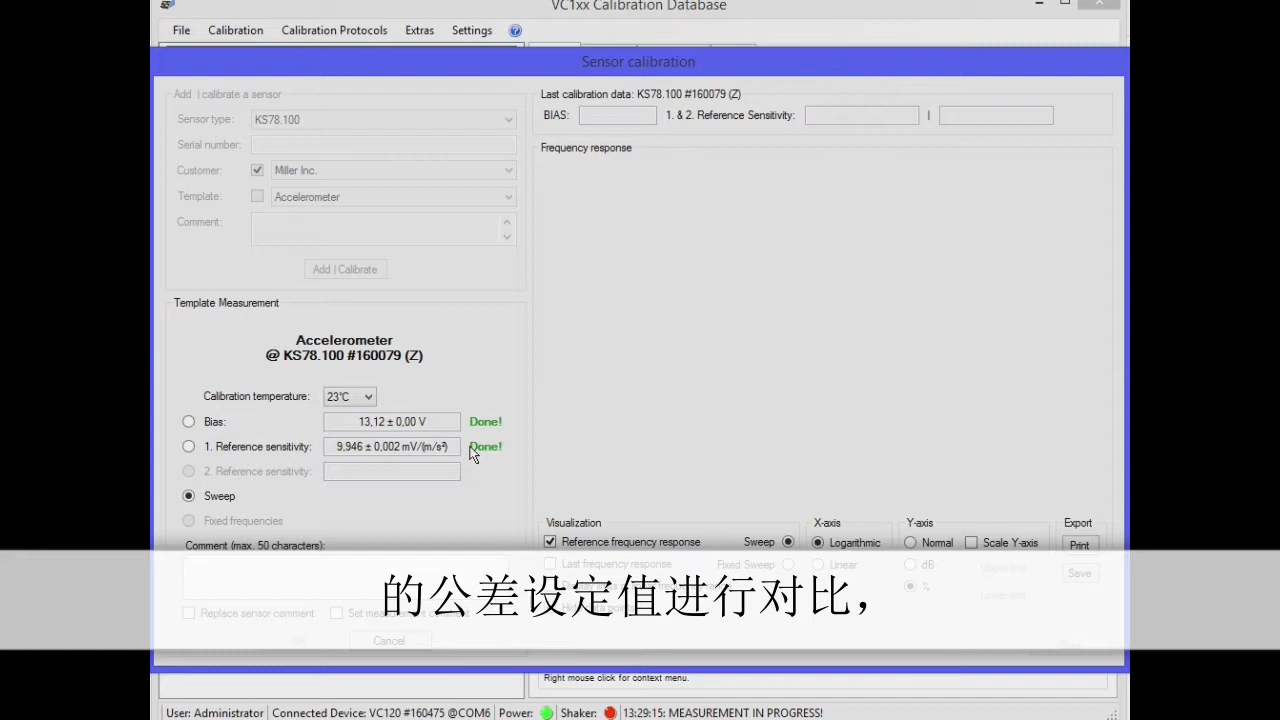 VC1xx Calibration Database
File Calibration Calibration Protocols Extras Settings
Sensor calibration
Add | calibrate a sensor
Sensor type: KS78.100
Serial number:
Customer: Miller Inc.
Template: Accelerometer
Comment:
Add | Calibrate
Template Measurement
Accelerometer
@ KS78.100 #160079 (Z)
Calibration temperature: 23°C
Bias: 13,12 ± 0,00 V Done!
1. Reference sensitivity: 9,946 ± 0,002 mV/(m/s²) Done!
2. Reference sensitivity:
Sweep
Fixed frequencies
Comment (max. 50 characters):
Replace sensor comment
Cancel
Last calibration data: KS78.100 #160079 (Z)
BIAS: 1. & 2. Reference Sensitivity: |
Frequency response
Visualization
Reference frequency response Sweep
Last frequency response Fixed Sweep
X-axis
Logarithmic
Linear
Y-axis
Normal Scale Y-axis
dB
%
Export
Print
Save
的公差设定值进行对比，
Right mouse click for context menu.
User: Administrator Connected Device: VC120 #160475 @COM6 Power: Shaker: 13:29:15: MEASUREMENT IN PROGRESS!